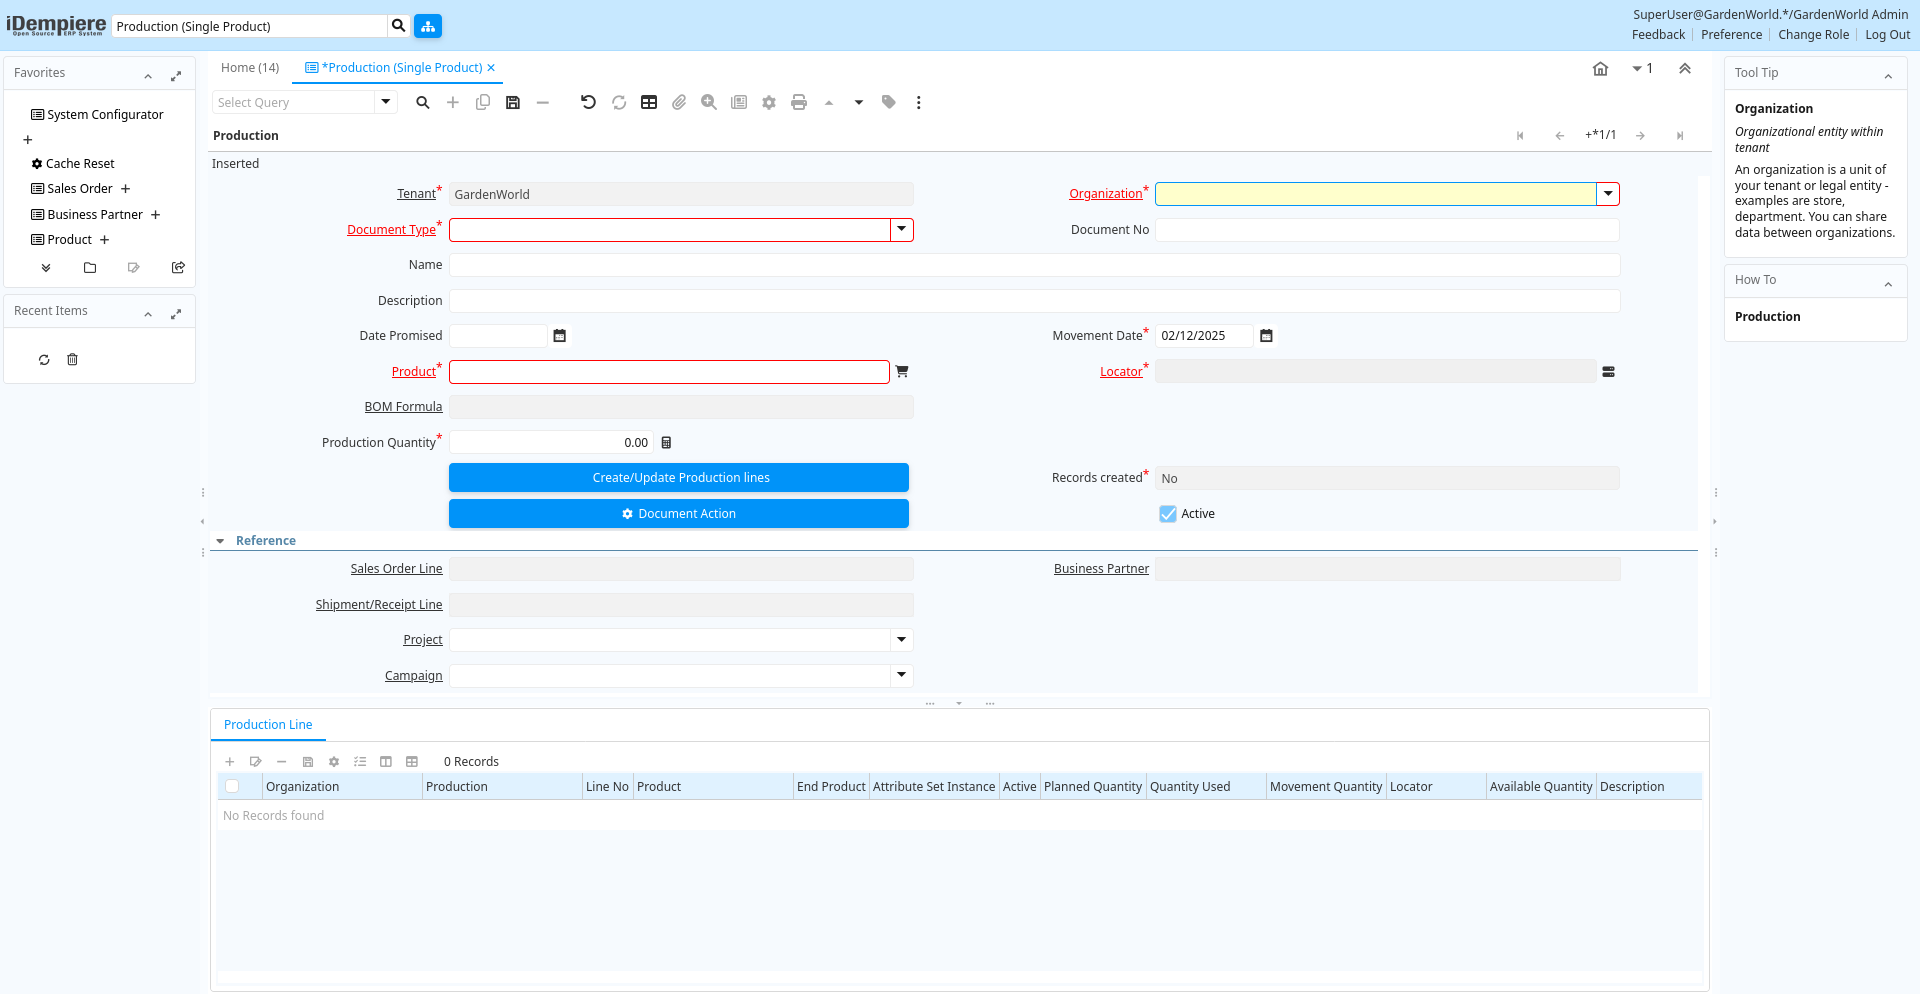 iDempiere
Open Source ERP System
Production (Single Product)
SuperUser@GardenWorld.*/GardenWorld Admin
Feedback
Preference
Change Role
Log Out
Favorites
System Configurator
Cache Reset
Sales Order
Business Partner
Product
Recent Items
Home (14)
*Production (Single Product)
1
Select Query
Production
+*1/1
Inserted
Tenant*
GardenWorld
Organization*
Document Type*
Document No
Name
Description
Date Promised
Movement Date*
02/12/2025
Product*
Locator*
BOM Formula
Production Quantity*
0.00
Create/Update Production lines
Records created*
No
Document Action
Active
Reference
Sales Order Line
Business Partner
Shipment/Receipt Line
Project
Campaign
Production Line
0 Records
Organization
Production
Line No
Product
End Product
Attribute Set Instance
Active
Planned Quantity
Quantity Used
Movement Quantity
Locator
Available Quantity
Description
No Records found
Tool Tip
Organization
Organizational entity within
tenant
An organization is a unit of
your tenant or legal entity -
examples are store,
department. You can share
data between organizations.
How To
Production